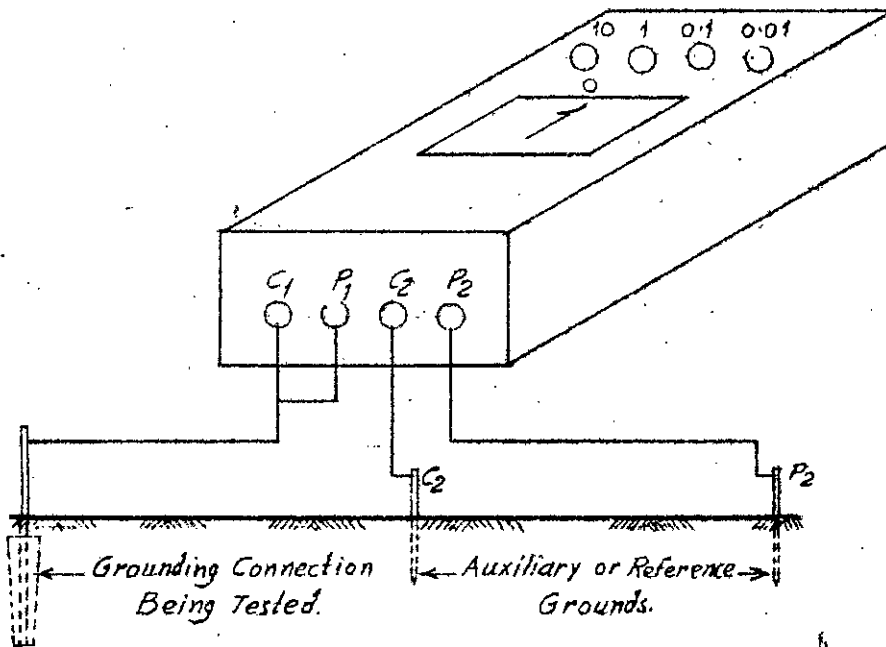 10 1 0.1 0.01
C1 P1 C2 P2
C2 P2
Grounding Connection
Being Tested.
Auxiliary or Reference
Grounds.